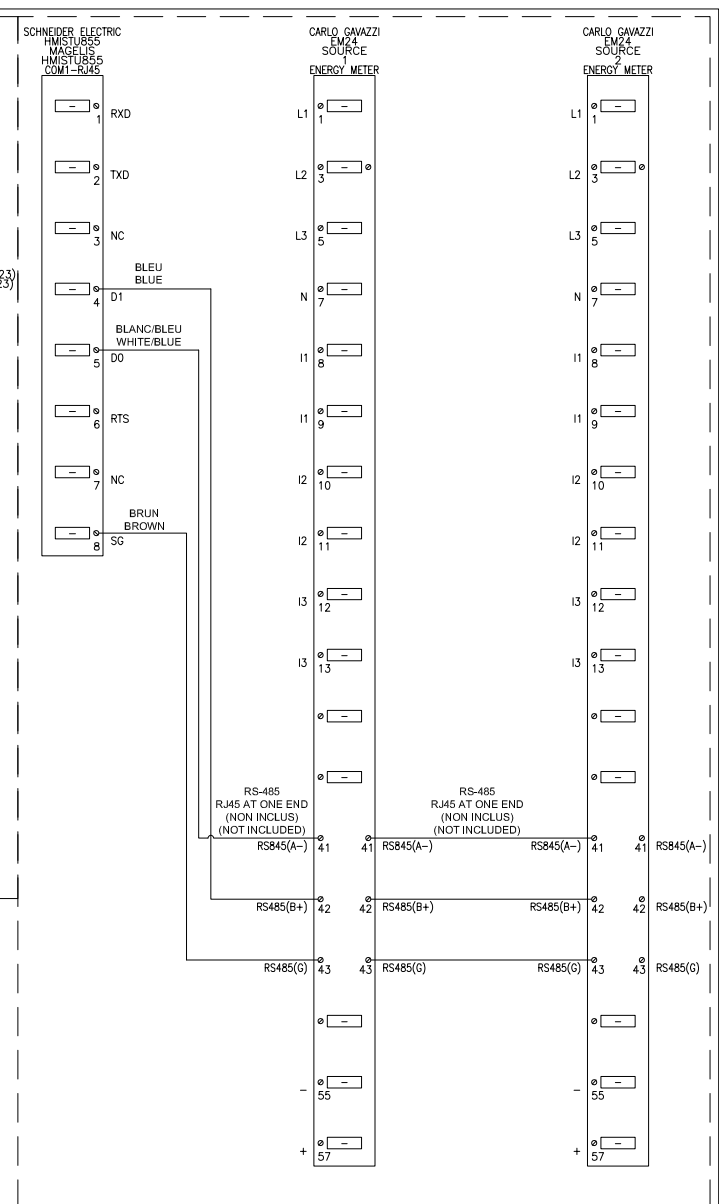 SCHNEIDER ELECTRIC
HMISTU855
MAGELIS
HMISTU855
COM1-RJ45
1 RXD
2 TXD
3 NC
4 D1
5 D0
6 RTS
7 NC
8 SG
BLEU
BLUE
BLANC/BLEU
WHITE/BLUE
BRUN
BROWN
23)
23)
CARLO GAVAZZI
EM24
SOURCE
1
ENERGY METER
L1 1
L2 3
L3 5
N 7
I1 8
I1 9
I2 10
I2 11
I3 12
I3 13
RS-485
RJ45 AT ONE END
(NON INCLUS)
(NOT INCLUDED)
RS845(A-) 41 41 RS845(A-)
RS485(B+) 42 42 RS485(B+)
RS485(G) 43 43 RS485(G)
- 55
+ 57
RS-485
RJ45 AT ONE END
(NON INCLUS)
(NOT INCLUDED)
CARLO GAVAZZI
EM24
SOURCE
2
ENERGY METER
L1 1
L2 3
L3 5
N 7
I1 8
I1 9
I2 10
I2 11
I3 12
I3 13
RS845(A-) 41 41 RS845(A-)
RS485(B+) 42 42 RS485(B+)
RS485(G) 43 43 RS485(G)
- 55
+ 57